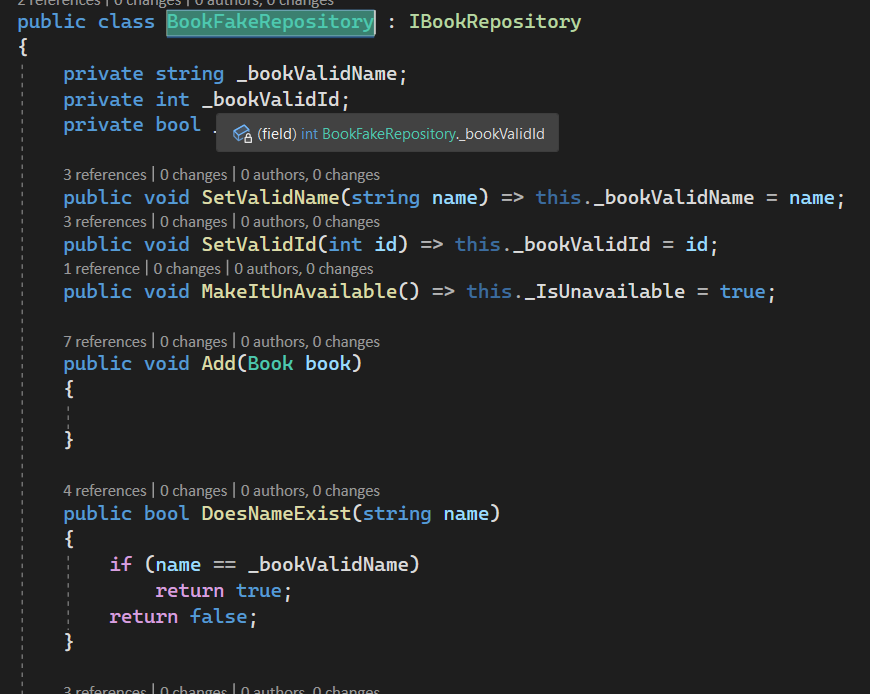 2 references | 0 changes | 0 authors, 0 changes
public class BookFakeRepository : IBookRepository
{
private string _bookValidName;
private int _bookValidId;
private bool
(field) int BookFakeRepository._bookValidId
3 references | 0 changes | 0 authors, 0 changes
public void SetValidName(string name) => this._bookValidName = name;
3 references | 0 changes | 0 authors, 0 changes
public void SetValidId(int id) => this._bookValidId = id;
1 reference | 0 changes | 0 authors, 0 changes
public void MakeItUnAvailable() => this._IsUnavailable = true;
7 references | 0 changes | 0 authors, 0 changes
public void Add(Book book)
{
}
4 references | 0 changes | 0 authors, 0 changes
public bool DoesNameExist(string name)
{
if (name == _bookValidName)
return true;
return false;
}
3 references | 0 changes | 0 authors, 0 changes